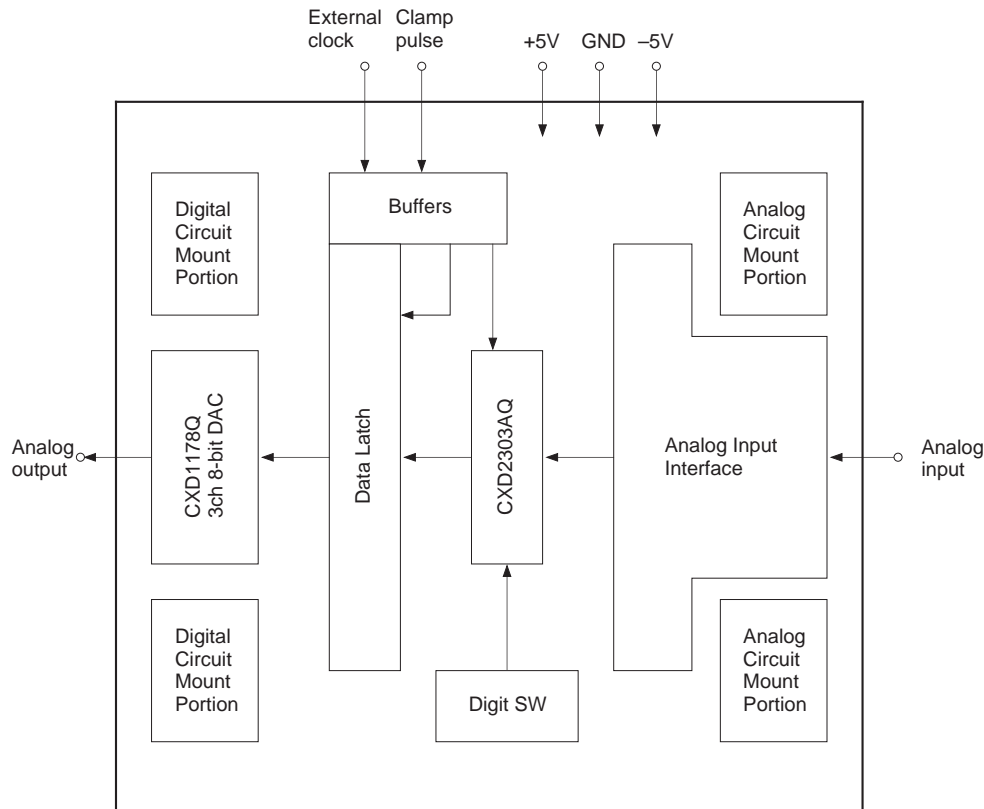 External
clock
Clamp
pulse
+5V
GND
–5V
Buffers
Digital
Circuit
Mount
Portion
Analog
Circuit
Mount
Portion
Analog
output
CXD1178Q
3ch 8-bit DAC
Data Latch
CXD2303AQ
Analog Input
Interface
Analog
input
Digital
Circuit
Mount
Portion
Digit SW
Analog
Circuit
Mount
Portion